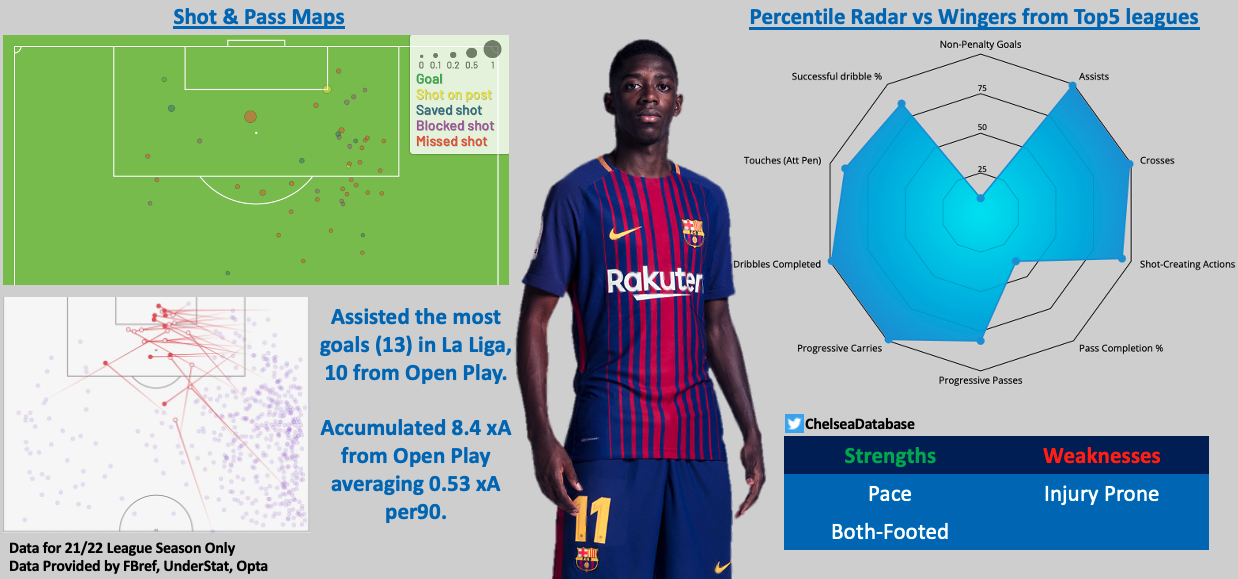 Shot & Pass Maps
0 0.1 0.2 0.5 1
Goal
Shot on post
Saved shot
Blocked shot
Missed shot
Assisted the most
goals (13) in La Liga,
10 from Open Play.
Accumulated 8.4 xA
from Open Play
averaging 0.53 xA
per90.
Data for 21/22 League Season Only
Data Provided by FBref, UnderStat, Opta
Rakuten
11
Percentile Radar vs Wingers from Top5 leagues
Non-Penalty Goals
Successful dribble %
Assists
75
50
25
Touches (Att Pen)
Crosses
Dribbles Completed
Shot-Creating Actions
Progressive Carries
Pass Completion %
Progressive Passes
ChelseaDatabase
Strengths Weaknesses
Pace Injury Prone
Both-Footed